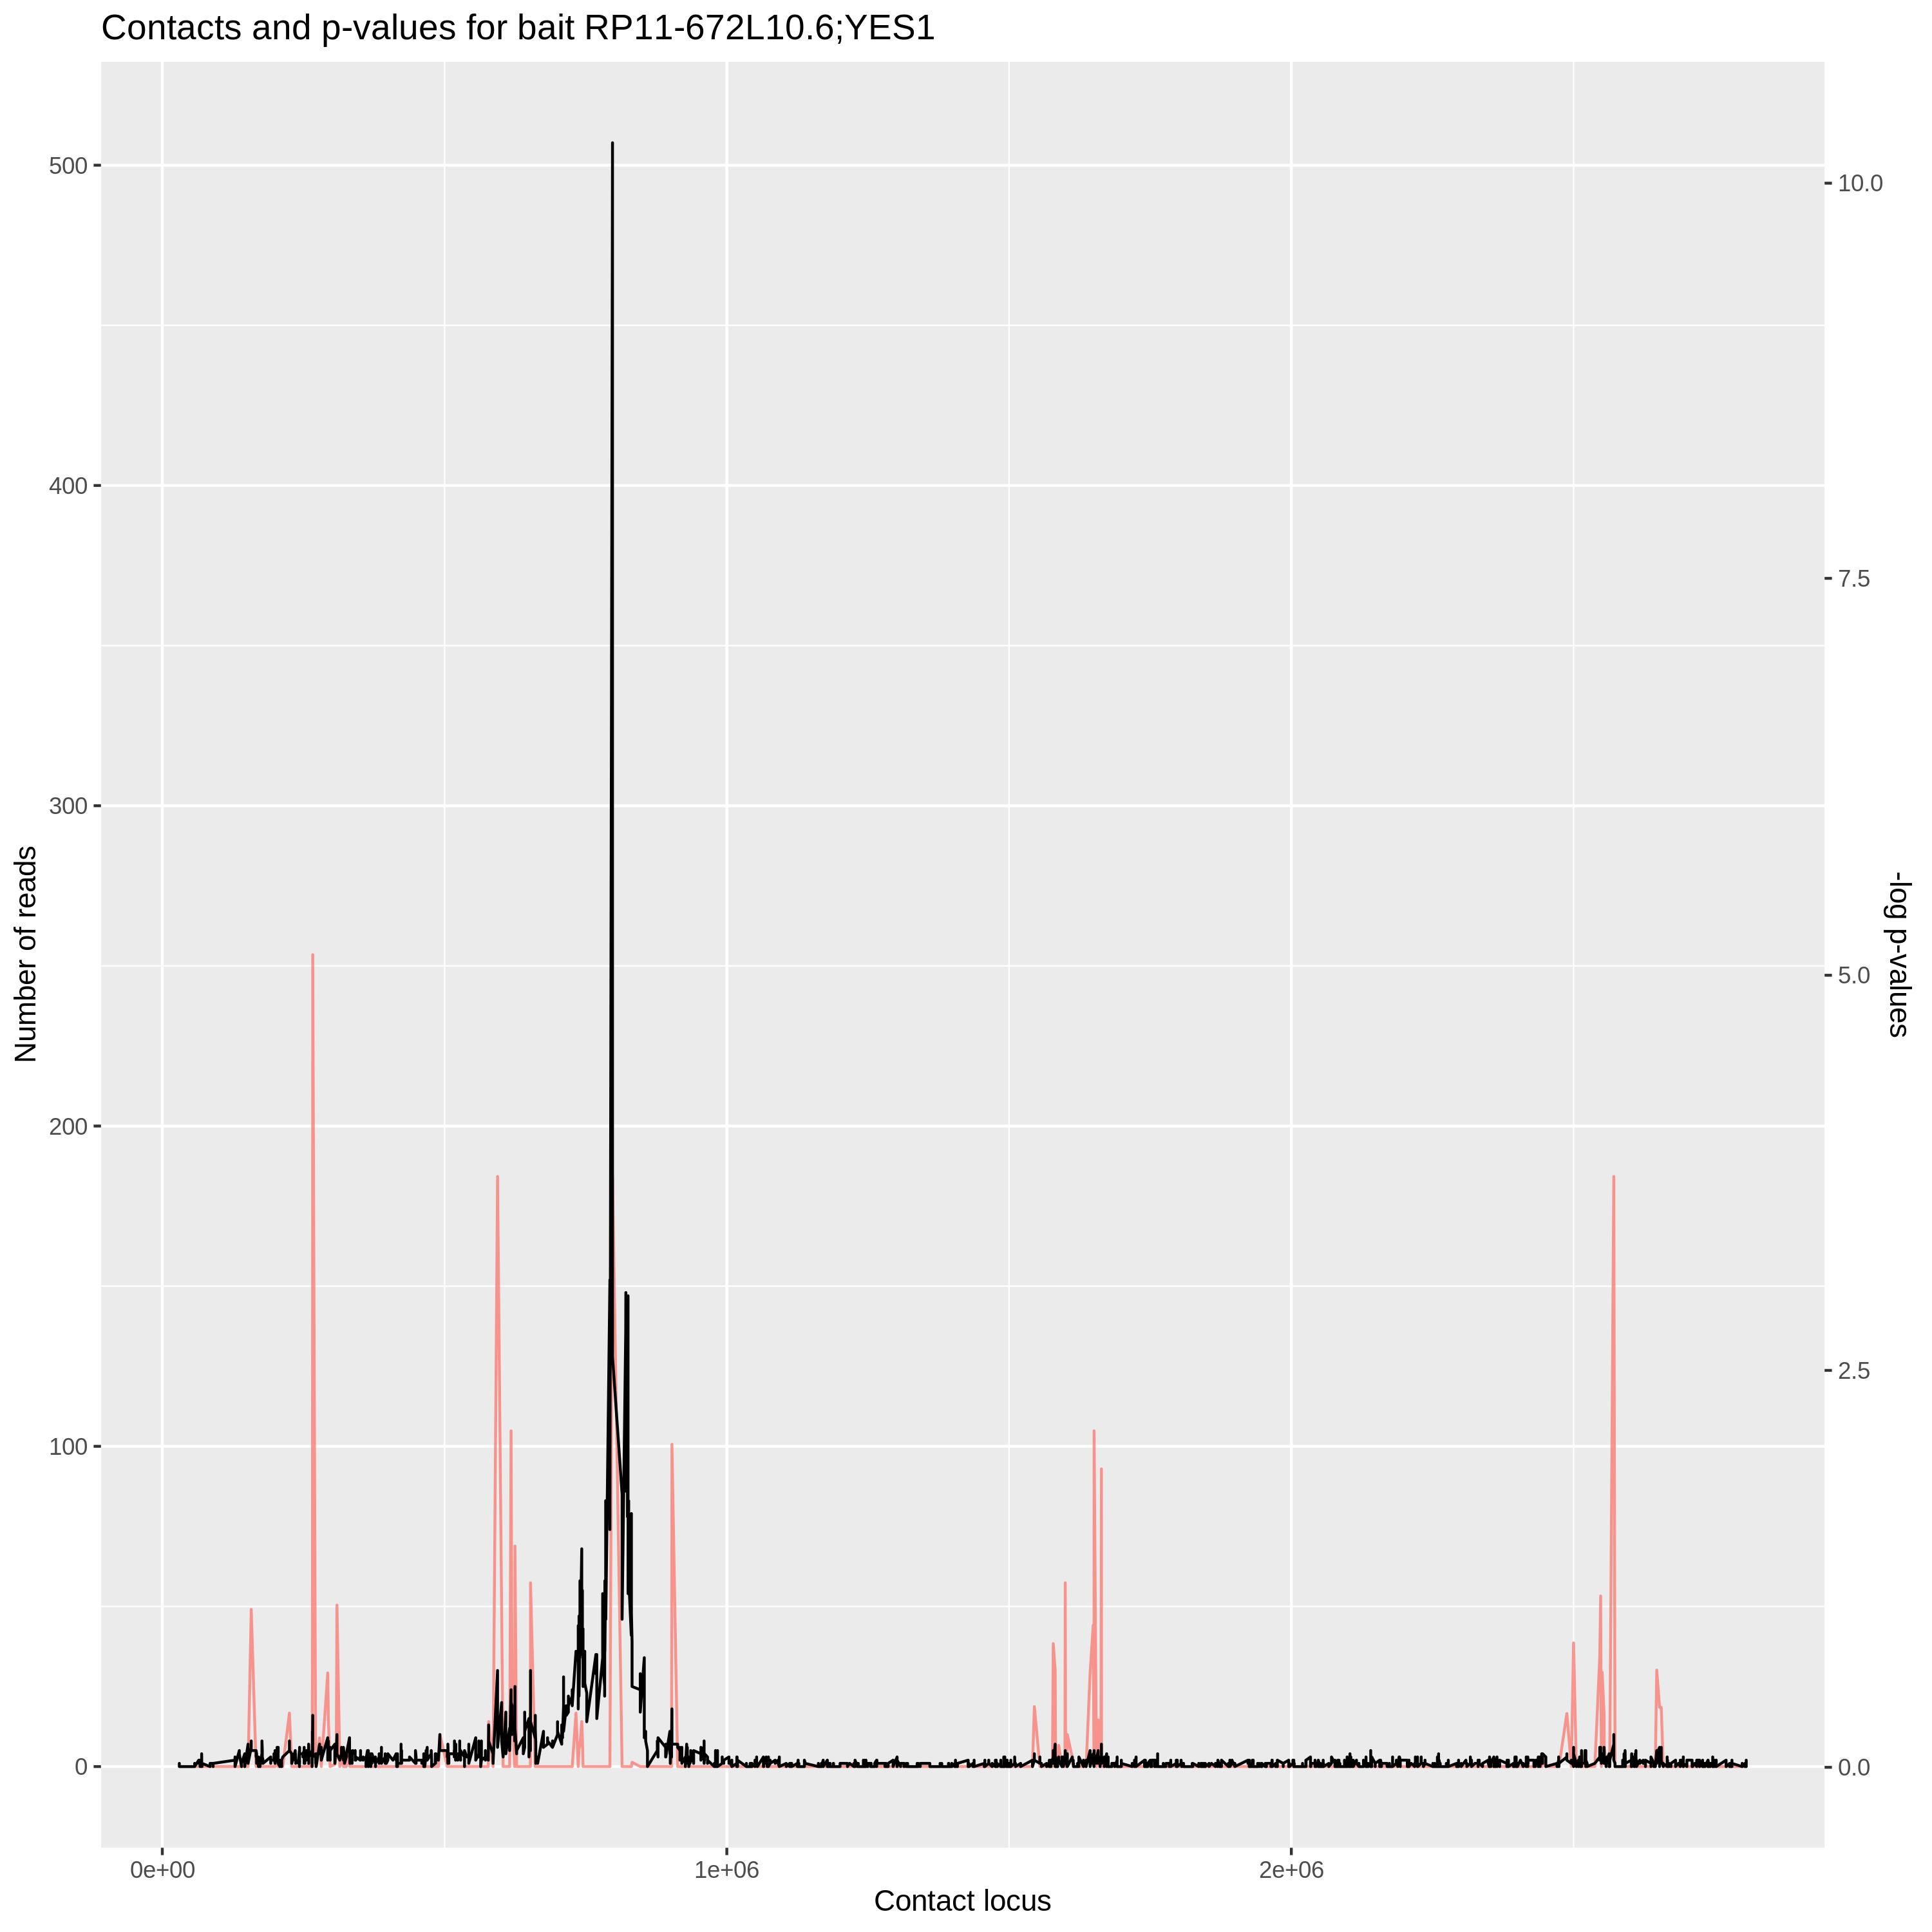 Contacts and p-values for bait RP11-672L10.6;YES1
500
400
300
200
100
0
Number of reads
10.0
7.5
5.0
2.5
0.0
-log p-values
0e+00
1e+06
2e+06
Contact locus